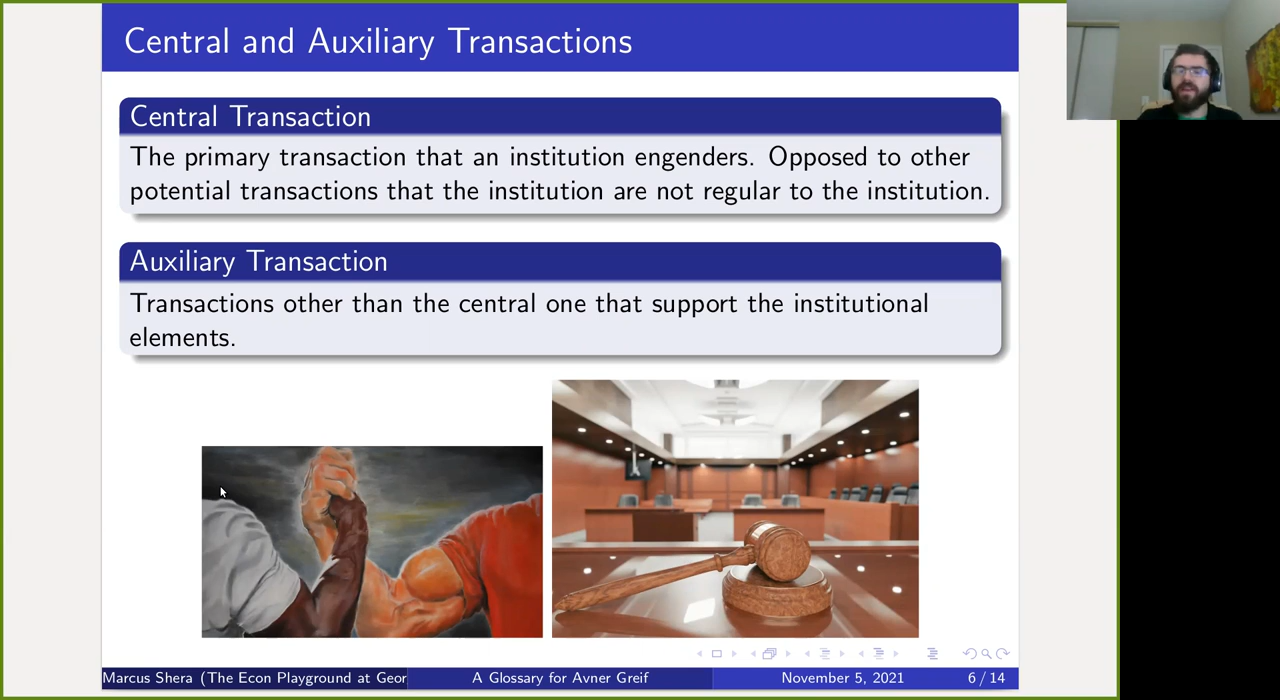 Central and Auxiliary Transactions
Central Transaction
The primary transaction that an institution engenders. Opposed to other
potential transactions that the institution are not regular to the institution.
Auxiliary Transaction
Transactions other than the central one that support the institutional
elements.
Marcus Shera (The Econ Playground at Geor
A Glossary for Avner Greif
November 5, 2021
6 / 14